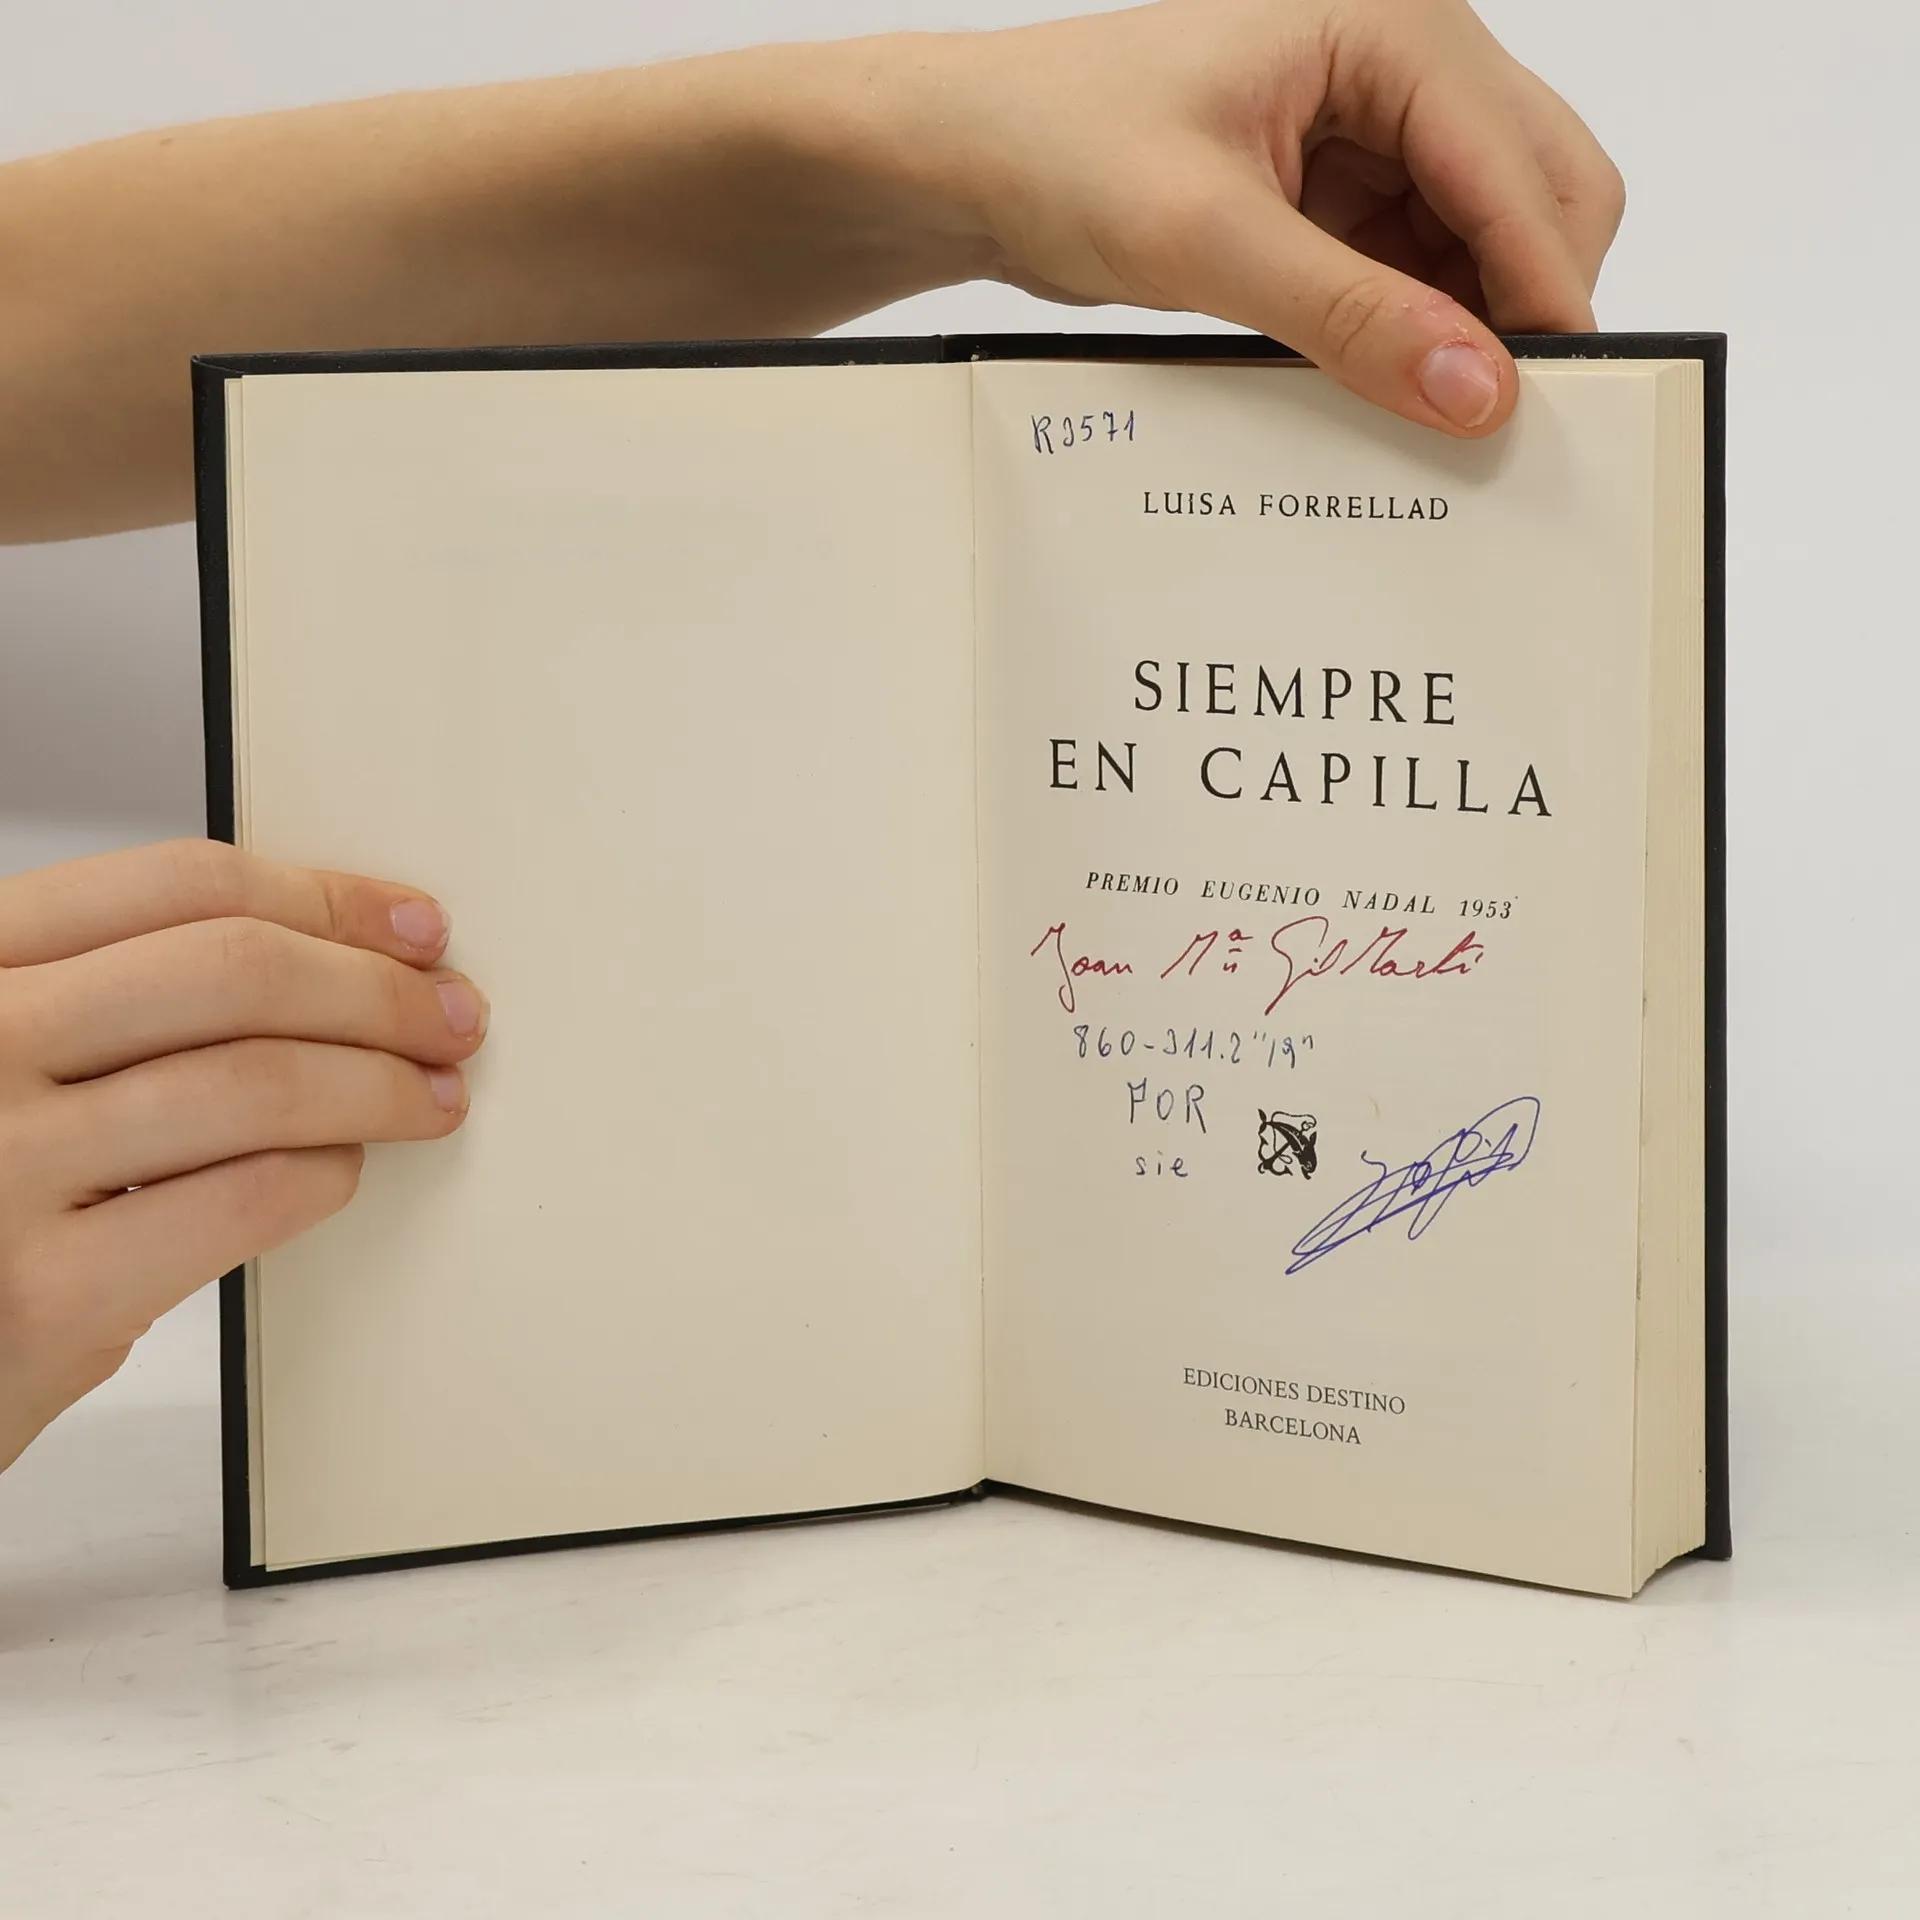 R3571
LUISA FORRELLAD
SIEMPRE
EN CAPILLA
PREMIO EUGENIO NADAL 1953
Joan Mª Gil Martí
860-311.2"19"
FOR
sie
EDICIONES DESTINO
BARCELONA